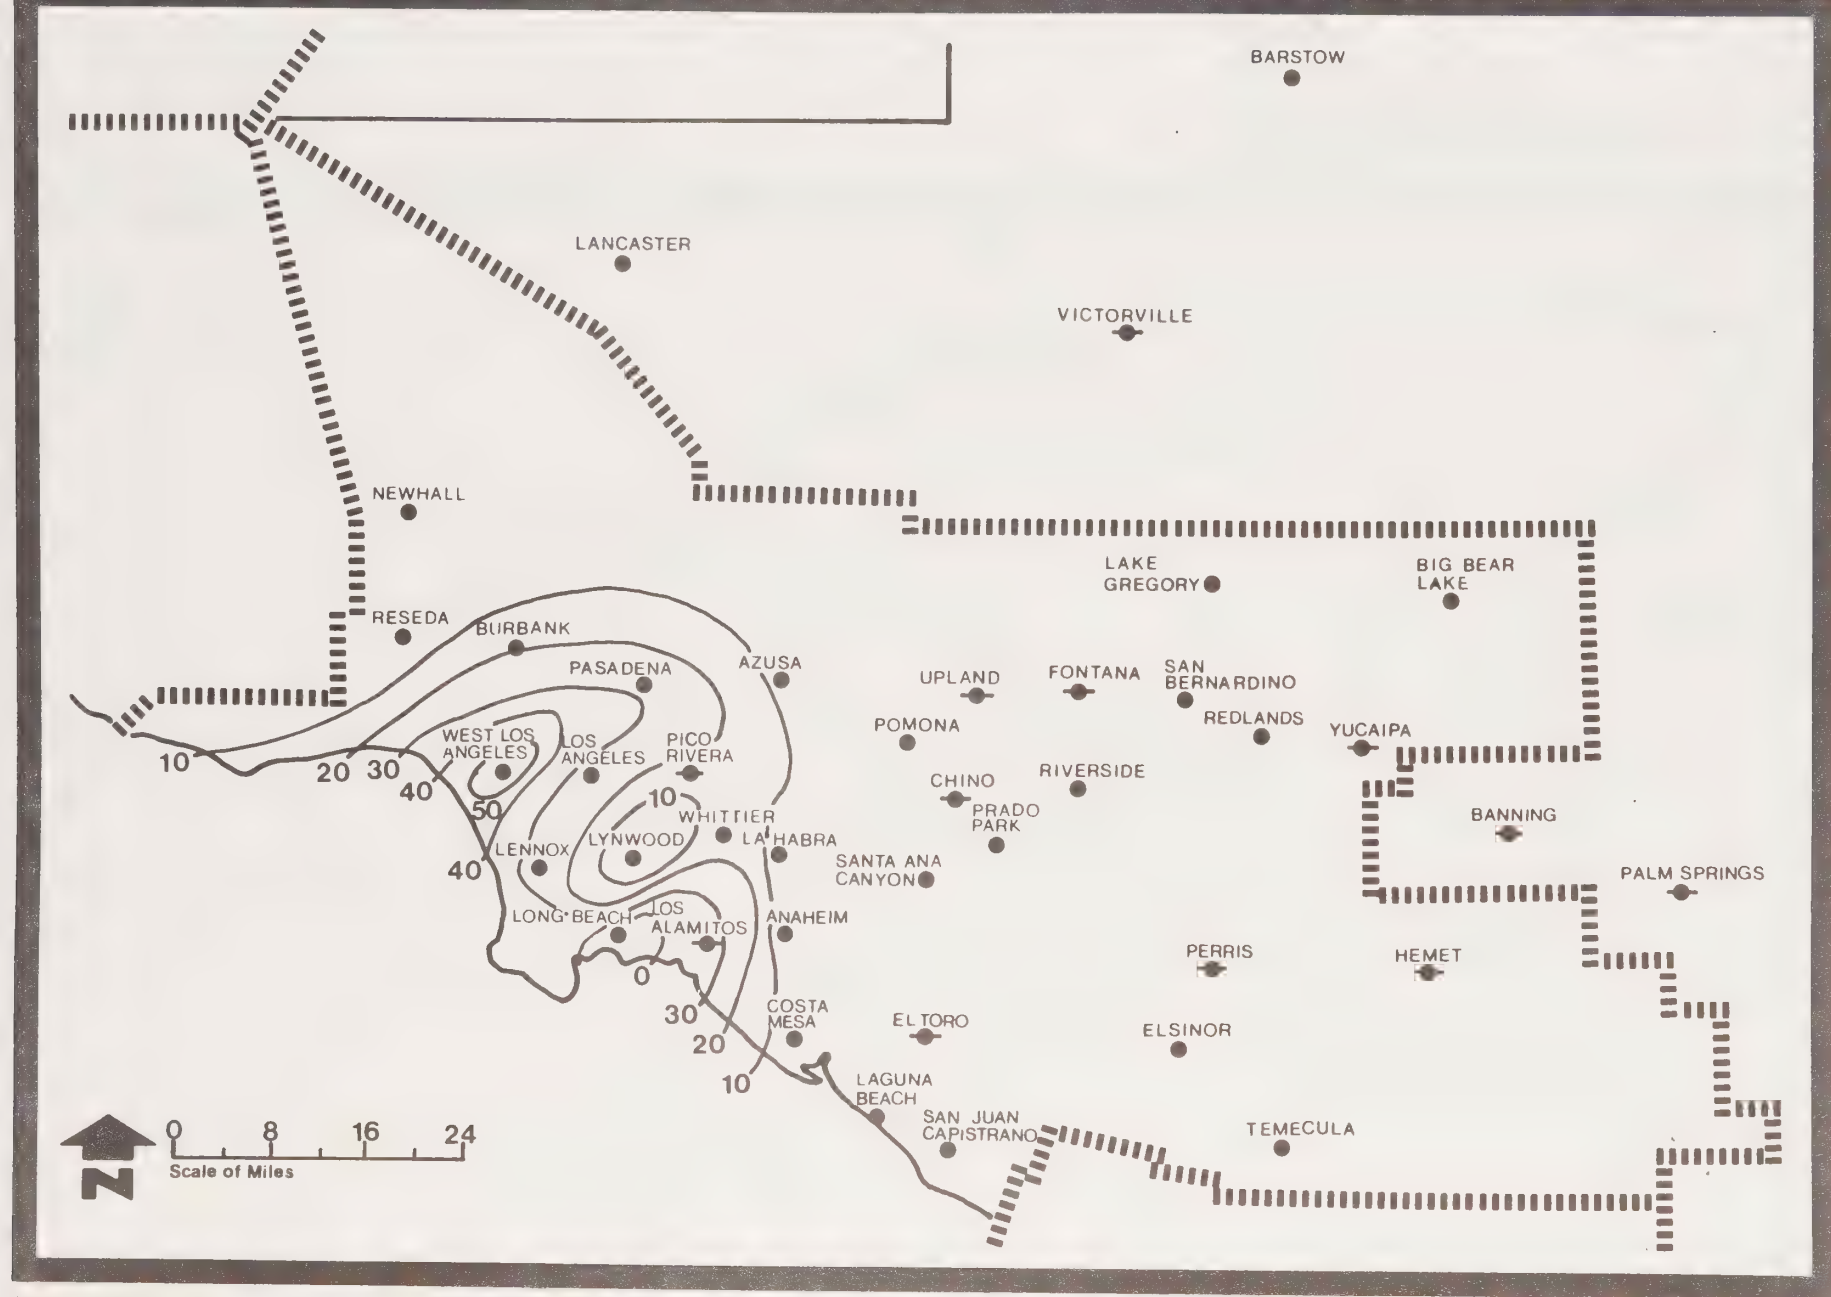 BARSTOW
LANCASTER
VICTORVILLE
NEWHALL
LAKE
GREGORY
BIG BEAR
LAKE
RESEDA
BURBANK
PASADENA
AZUSA
UPLAND
FONTANA
SAN
BERNARDINO
REDLANDS
POMONA
YUCAIPA
WEST LOS
ANGELES
LOS
ANGELES
PICO
RIVERA
10
20
30
40
50
10
CHINO
RIVERSIDE
PRADO
PARK
BANNING
WHITTIER
LYNWOOD
LA HABRA
LENNOX
40
SANTA ANA
CANYON
PALM SPRINGS
LONG BEACH
LOS
ALAMITOS
ANAHEIM
0
30
20
10
PERRIS
HEMET
COSTA
MESA
EL TORO
ELSINOR
LAGUNA
BEACH
SAN JUAN
CAPISTRANO
TEMECULA
0 8 16 24
Scale of Miles
N